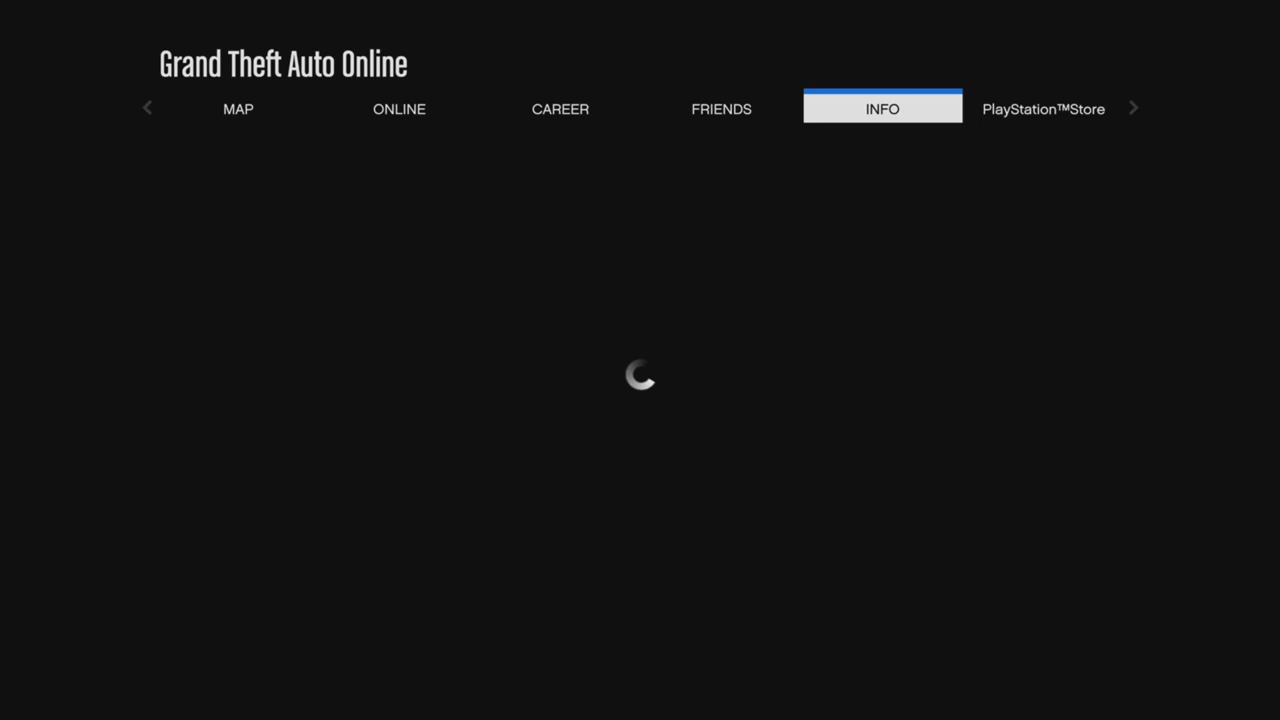 Grand Theft Auto Online
MAP ONLINE CAREER FRIENDS INFO PlayStation™Store